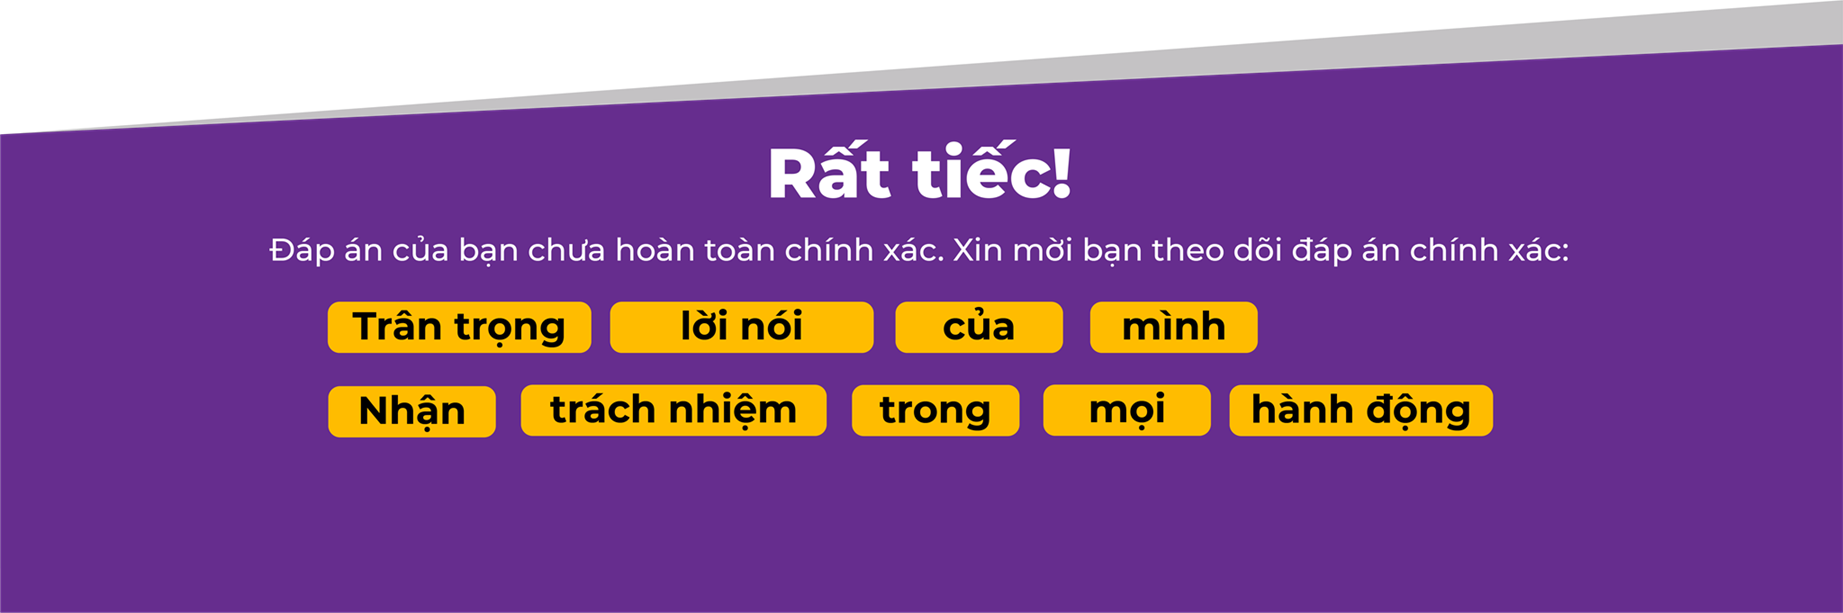 Rất tiếc!
Đáp án của bạn chưa hoàn toàn chính xác. Xin mời bạn theo dõi đáp án chính xác:
Trân trọng lời nói của mình
Nhận trách nhiệm trong mọi hành động